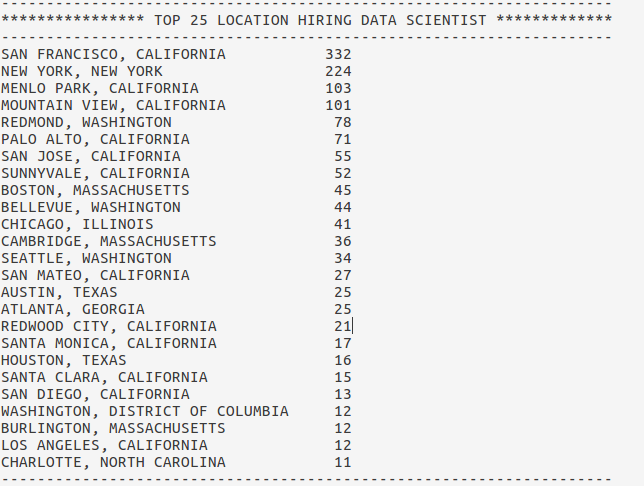 --------------------------------------------------------------------
**************** TOP 25 LOCATION HIRING DATA SCIENTIST *************
--------------------------------------------------------------------
SAN FRANCISCO, CALIFORNIA           332
NEW YORK, NEW YORK                  224
MENLO PARK, CALIFORNIA              103
MOUNTAIN VIEW, CALIFORNIA           101
REDMOND, WASHINGTON                  78
PALO ALTO, CALIFORNIA                71
SAN JOSE, CALIFORNIA                 55
SUNNYVALE, CALIFORNIA                52
BOSTON, MASSACHUSETTS                45
BELLEVUE, WASHINGTON                 44
CHICAGO, ILLINOIS                    41
CAMBRIDGE, MASSACHUSETTS             36
SEATTLE, WASHINGTON                  34
SAN MATEO, CALIFORNIA                27
AUSTIN, TEXAS                        25
ATLANTA, GEORGIA                     25
REDWOOD CITY, CALIFORNIA             21
SANTA MONICA, CALIFORNIA             17
HOUSTON, TEXAS                       16
SANTA CLARA, CALIFORNIA              15
SAN DIEGO, CALIFORNIA                13
WASHINGTON, DISTRICT OF COLUMBIA     12
BURLINGTON, MASSACHUSETTS            12
LOS ANGELES, CALIFORNIA              12
CHARLOTTE, NORTH CAROLINA            11
--------------------------------------------------------------------